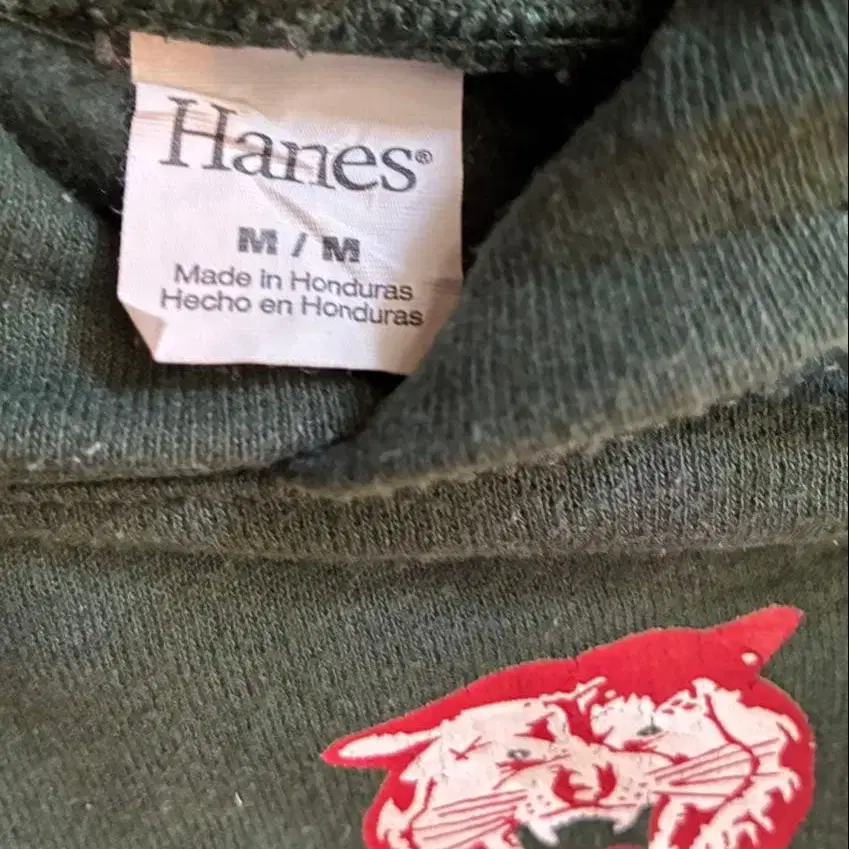 Hanes®
M / M
Made in Honduras
Hecho en Honduras